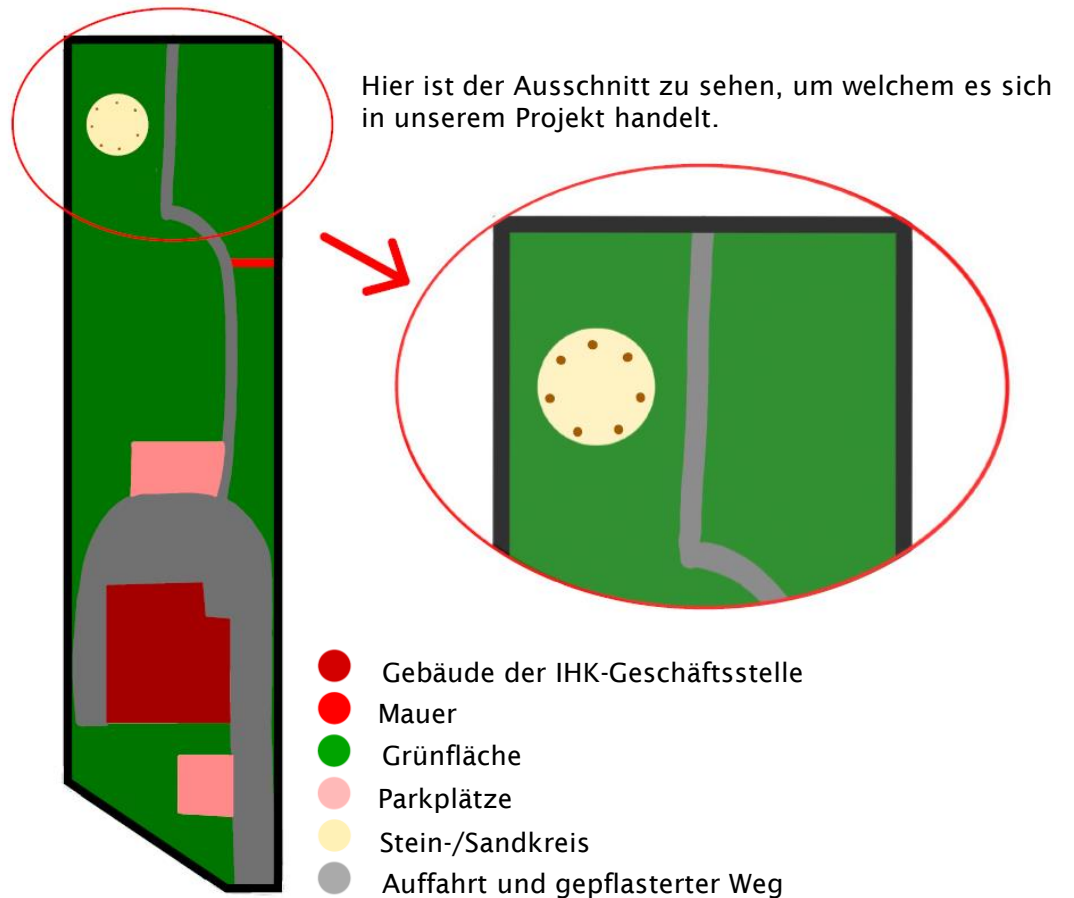 Hier ist der Ausschnitt zu sehen, um welchem es sich
in unserem Projekt handelt.
Gebäude der IHK-Geschäftsstelle
Mauer
Grünfläche
Parkplätze
Stein-/Sandkreis
Auffahrt und gepflasterter Weg